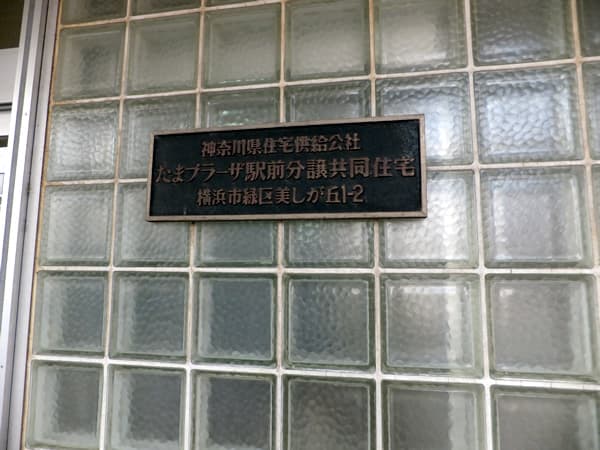 神奈川県住宅供給公社
たまプラーザ駅前分譲共同住宅
横浜市緑区美しが丘1-2